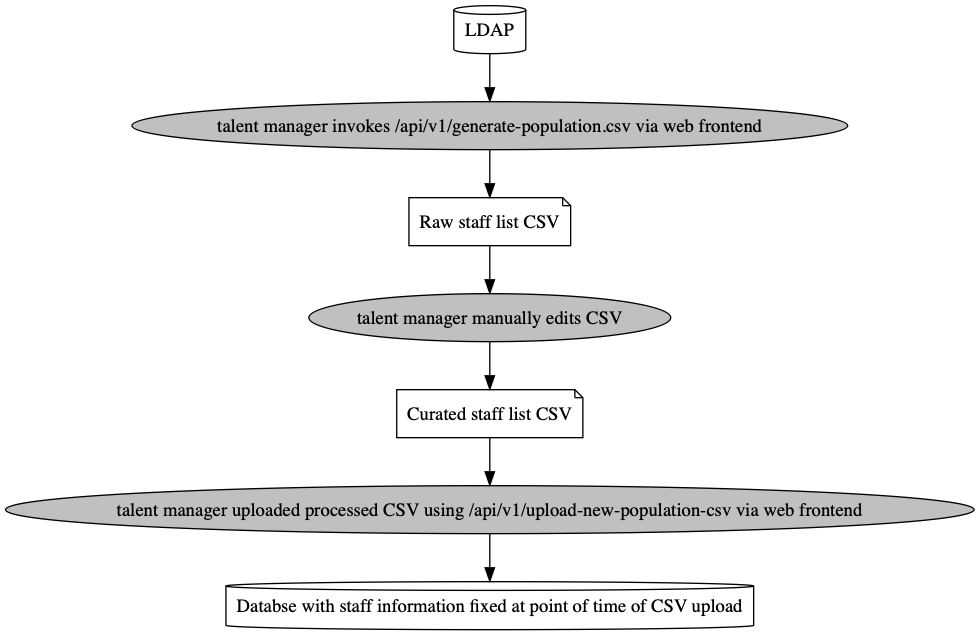 LDAP
talent manager invokes /api/v1/generate-population.csv via web frontend
Raw staff list CSV
talent manager manually edits CSV
Curated staff list CSV
talent manager uploaded processed CSV using /api/v1/upload-new-population-csv via web frontend
Databse with staff information fixed at point of time of CSV upload